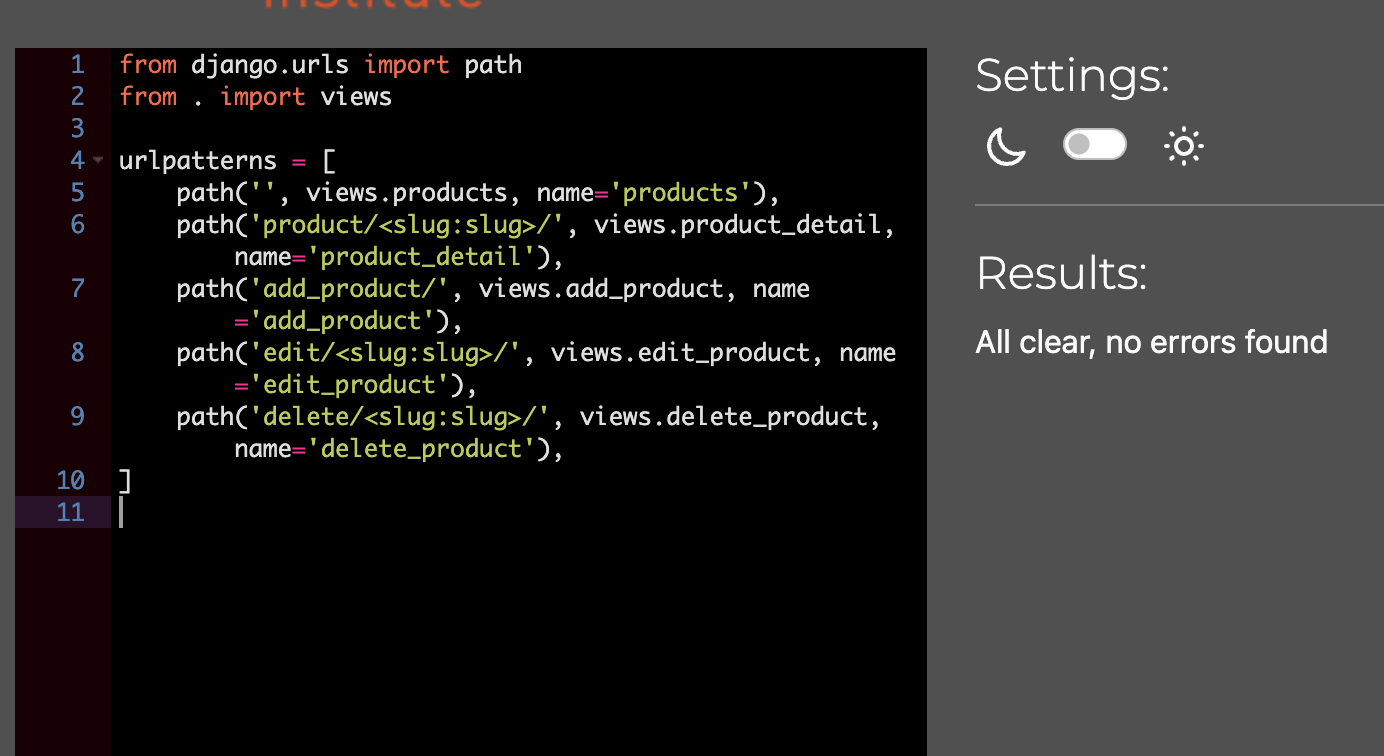 institute
1 from django.urls import path
2 from . import views
3
4 urlpatterns = [
5     path('', views.products, name='products'),
6     path('product/<slug:slug>/', views.product_detail,
        name='product_detail'),
7     path('add_product/', views.add_product, name
        ='add_product'),
8     path('edit/<slug:slug>/', views.edit_product, name
        ='edit_product'),
9     path('delete/<slug:slug>/', views.delete_product,
        name='delete_product'),
10 ]
11
Settings:
Results:
All clear, no errors found